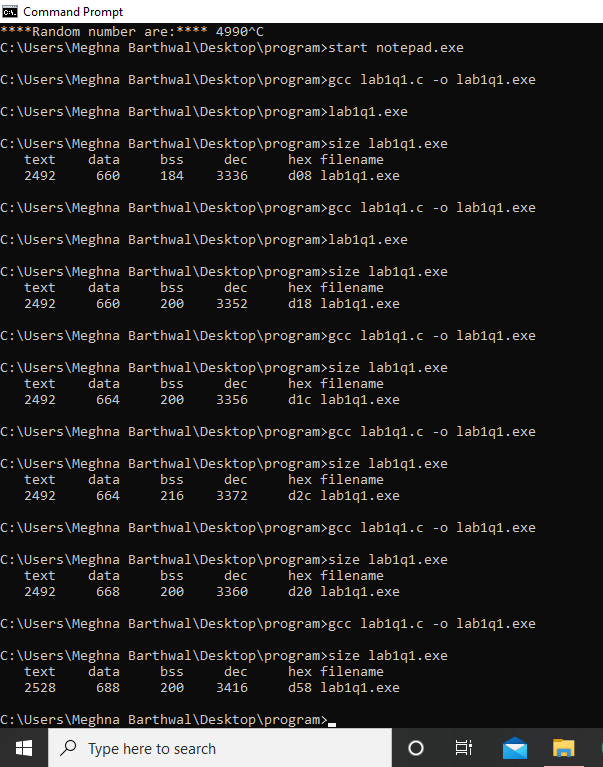 Command Prompt
****Random number are:**** 4990^C
C:\Users\Meghna Barthwal\Desktop\program>start notepad.exe
C:\Users\Meghna Barthwal\Desktop\program>gcc lab1q1.c -o lab1q1.exe
C:\Users\Meghna Barthwal\Desktop\program>lab1q1.exe
C:\Users\Meghna Barthwal\Desktop\program>size lab1q1.exe
text data bss dec hex filename
2492 660 184 3336 d08 lab1q1.exe
C:\Users\Meghna Barthwal\Desktop\program>gcc lab1q1.c -o lab1q1.exe
C:\Users\Meghna Barthwal\Desktop\program>lab1q1.exe
C:\Users\Meghna Barthwal\Desktop\program>size lab1q1.exe
text data bss dec hex filename
2492 660 200 3352 d18 lab1q1.exe
C:\Users\Meghna Barthwal\Desktop\program>gcc lab1q1.c -o lab1q1.exe
C:\Users\Meghna Barthwal\Desktop\program>size lab1q1.exe
text data bss dec hex filename
2492 664 200 3356 d1c lab1q1.exe
C:\Users\Meghna Barthwal\Desktop\program>gcc lab1q1.c -o lab1q1.exe
C:\Users\Meghna Barthwal\Desktop\program>size lab1q1.exe
text data bss dec hex filename
2492 664 216 3372 d2c lab1q1.exe
C:\Users\Meghna Barthwal\Desktop\program>gcc lab1q1.c -o lab1q1.exe
C:\Users\Meghna Barthwal\Desktop\program>size lab1q1.exe
text data bss dec hex filename
2492 668 200 3360 d20 lab1q1.exe
C:\Users\Meghna Barthwal\Desktop\program>gcc lab1q1.c -o lab1q1.exe
C:\Users\Meghna Barthwal\Desktop\program>size lab1q1.exe
text data bss dec hex filename
2528 688 200 3416 d58 lab1q1.exe
C:\Users\Meghna Barthwal\Desktop\program>
Type here to search